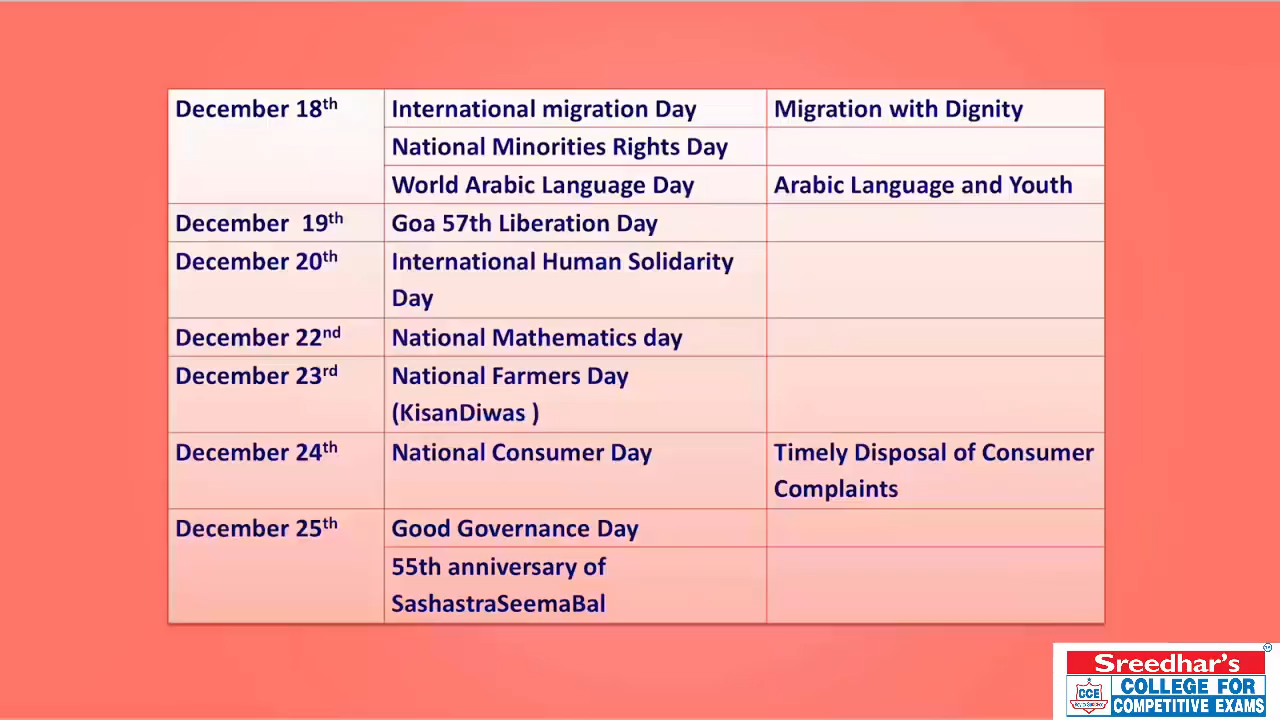 December 18th International migration Day Migration with Dignity
National Minorities Rights Day
World Arabic Language Day Arabic Language and Youth
December 19th Goa 57th Liberation Day
December 20th International Human Solidarity
Day
December 22nd National Mathematics day
December 23rd National Farmers Day
(KisanDiwas )
December 24th National Consumer Day Timely Disposal of Consumer
Complaints
December 25th Good Governance Day
55th anniversary of
SashastraSeemaBal
Sreedhar's
CCE
COLLEGE FOR
COMPETITIVE EXAMS